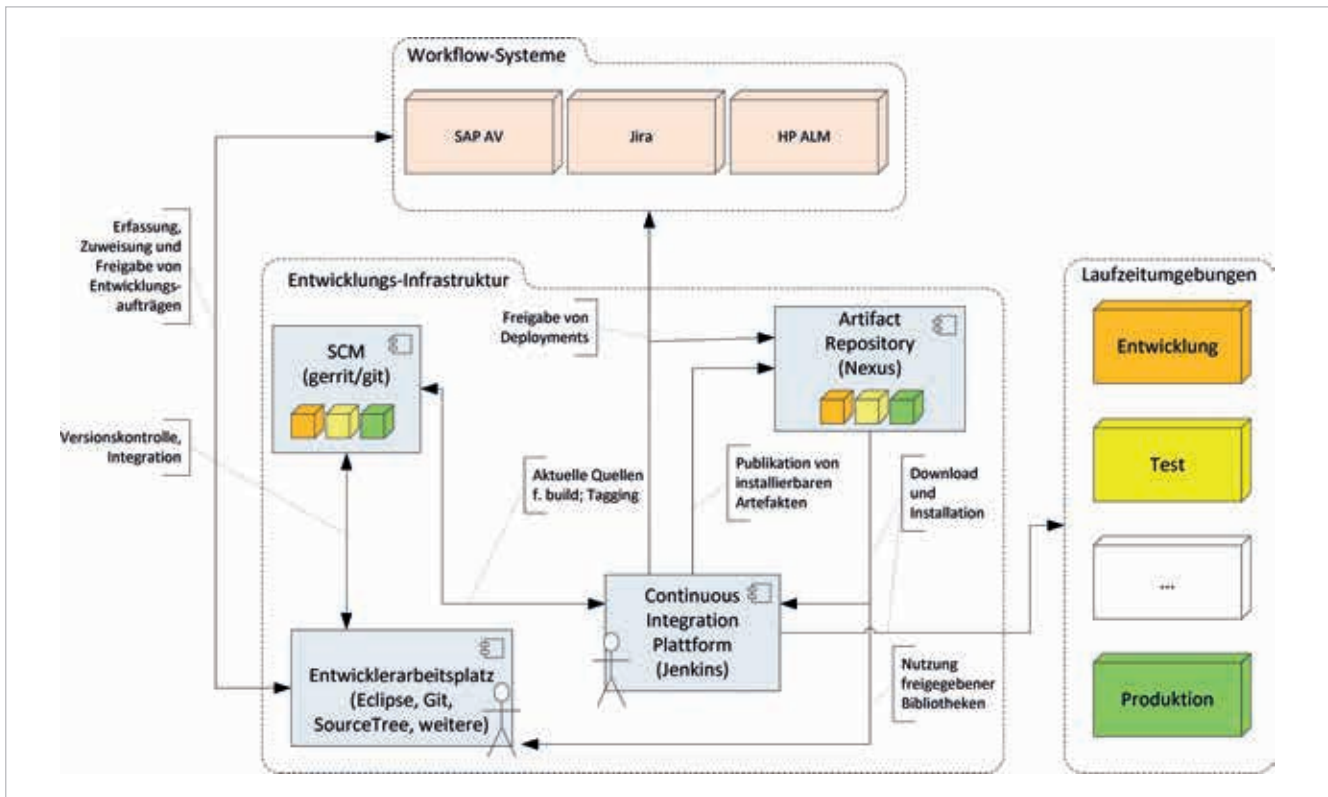 Workflow-Systeme
SAP AV
Jira
HP ALM
Erfassung,
Zuweisung und
Freigabe von
Entwicklungs-
aufträgen
Entwicklungs-Infrastruktur
Laufzeitumgebungen
Freigabe von
Deployments
Artifact
Repository
(Nexus)
SCM
(gerrit/git)
Entwicklung
Versionskontrolle,
Integration
Aktuelle Quellen
f. build; Tagging
Publikation von
installierbaren
Artefakten
Download
und
Installation
Test
...
Continuous
Integration
Plattform
(Jenkins)
Entwicklerarbeitsplatz
(Eclipse, Git,
SourceTree, weitere)
Nutzung
freigegebener
Bibliotheken
Produktion